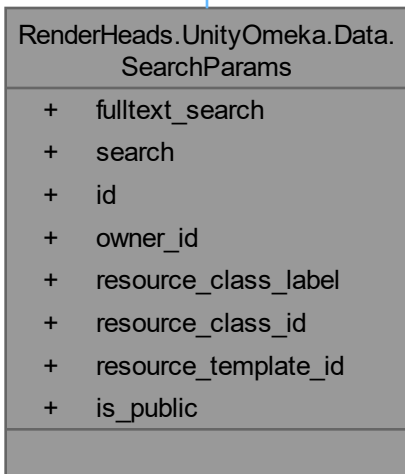 RenderHeads.UnityOmeka.Data.
SearchParams
+ fulltext_search
+ search
+ id
+ owner_id
+ resource_class_label
+ resource_class_id
+ resource_template_id
+ is_public